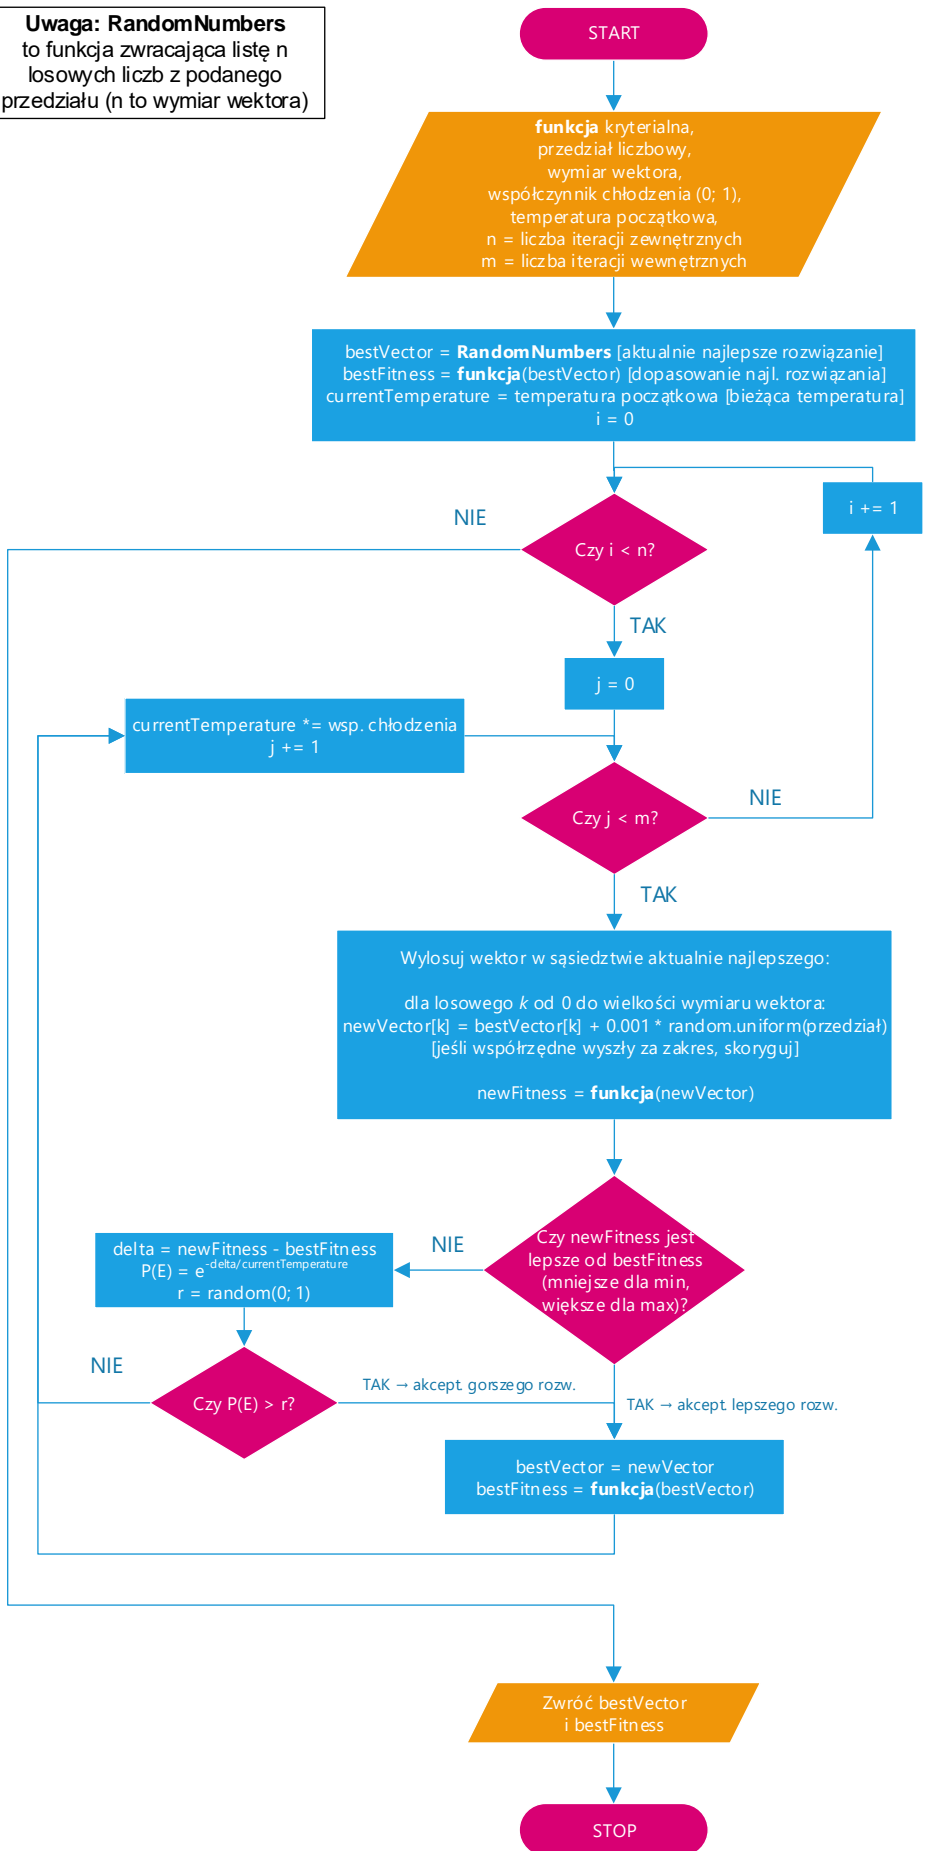 Uwaga: RandomNumbers
to funkcja zwracająca listę n
losowych liczb z podanego
przedziału (n to wymiar wektora)
START
funkcja kryterialna,
przedział liczbowy,
wymiar wektora,
współczynnik chłodzenia (0; 1),
temperatura początkowa,
n = liczba iteracji zewnętrznych
m = liczba iteracji wewnętrznych
bestVector = RandomNumbers [aktualnie najlepsze rozwiązanie]
bestFitness = funkcja(bestVector) [dopasowanie najl. rozwiązania]
currentTemperature = temperatura początkowa [bieżąca temperatura]
i = 0
i += 1
NIE
Czy i < n?
TAK
j = 0
currentTemperature *= wsp. chłodzenia
j += 1
Czy j < m?
NIE
TAK
Wylosuj wektor w sąsiedztwie aktualnie najlepszego:
dla losowego k od 0 do wielkości wymiaru wektora:
newVector[k] = bestVector[k] + 0.001 * random.uniform(przedział)
[jeśli współrzędne wyszły za zakres, skoryguj]
newFitness = funkcja(newVector)
Czy newFitness jest
lepsze od bestFitness
(mniejsze dla min,
większe dla max)?
NIE
delta = newFitness - bestFitness
P(E) = e^-delta/currentTemperature
r = random(0; 1)
NIE
Czy P(E) > r?
TAK → akcept. gorszego rozw.
TAK → akcept. lepszego rozw.
bestVector = newVector
bestFitness = funkcja(bestVector)
Zwróć bestVector
i bestFitness
STOP